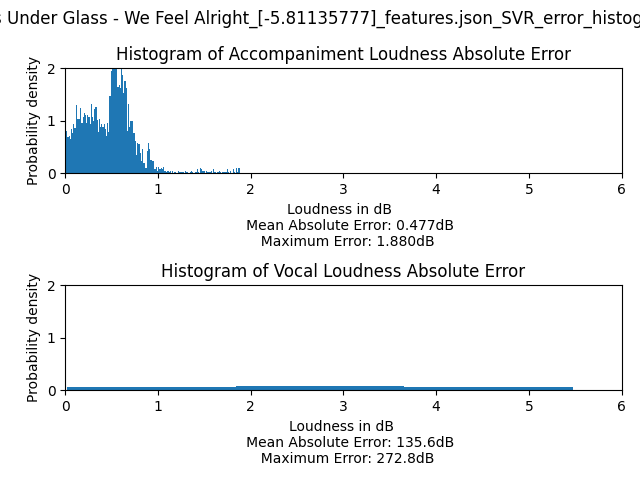 Under Glass - We Feel Alright_[-5.81135777]_features.json_SVR_error_histog
Histogram of Accompaniment Loudness Absolute Error
Probability density
2
1
0
0 1 2 3 4 5 6
Loudness in dB
Mean Absolute Error: 0.477dB
Maximum Error: 1.880dB
Histogram of Vocal Loudness Absolute Error
Probability density
2
1
0
0 1 2 3 4 5 6
Loudness in dB
Mean Absolute Error: 135.6dB
Maximum Error: 272.8dB